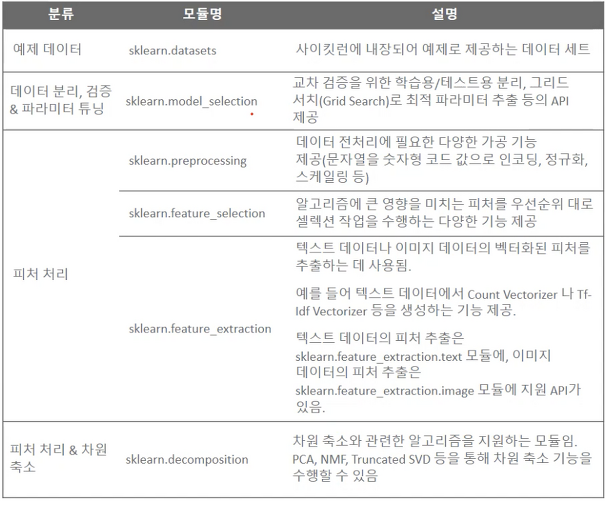 분류 모듈명 설명
예제 데이터 sklearn.datasets 사이킷런에 내장되어 예제로 제공하는 데이터 세트
데이터 분리, 검증
& 파라미터 튜닝
sklearn.model_selection
교차 검증을 위한 학습용/테스트용 분리, 그리드
서치(Grid Search)로 최적 파라미터 추출 등의 API
제공
피처 처리
sklearn.preprocessing
데이터 전처리에 필요한 다양한 가공 기능
제공(문자열을 숫자형 코드 값으로 인코딩, 정규화,
스케일링 등)
sklearn.feature_selection
알고리즘에 큰 영향을 미치는 피처를 우선순위 대로
셀렉션 작업을 수행하는 다양한 기능 제공
sklearn.feature_extraction
텍스트 데이터나 이미지 데이터의 벡터화된 피처를
추출하는 데 사용됨.
예를 들어 텍스트 데이터에서 Count Vectorizer 나 Tf-
Idf Vectorizer 등을 생성하는 기능 제공.
텍스트 데이터의 피처 추출은
sklearn.feature_extraction.text 모듈에, 이미지
데이터의 피처 추출은
sklearn.feature_extraction.image 모듈에 지원 API가
있음.
피처 처리 & 차원
축소
sklearn.decomposition
차원 축소와 관련한 알고리즘을 지원하는 모듈임.
PCA, NMF, Truncated SVD 등을 통해 차원 축소 기능을
수행할 수 있음